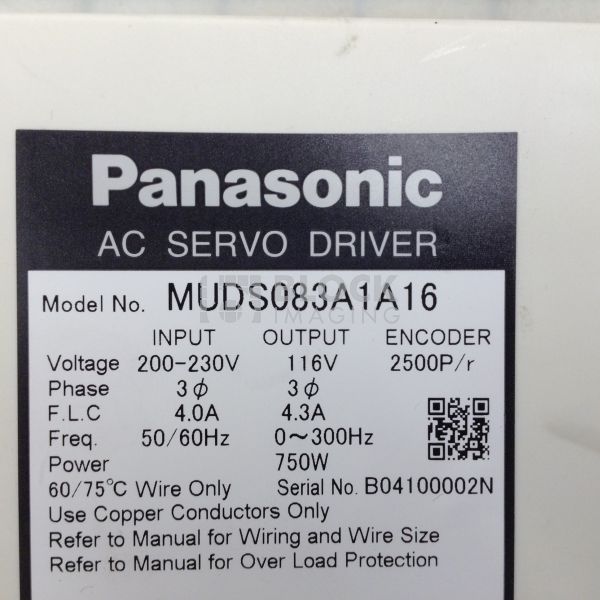 Panasonic
AC SERVO DRIVER
Model No. MUDS083A1A16
INPUT OUTPUT ENCODER
Voltage 200-230V 116V 2500P/r
Phase 3ϕ 3ϕ
F.L.C 4.0A 4.3A
Freq. 50/60Hz 0~300Hz
Power 750W
60/75℃ Wire Only Serial No. B04100002N
Use Copper Conductors Only
Refer to Manual for Wiring and Wire Size
Refer to Manual for Over Load Protection
BLOCK
IMAGING